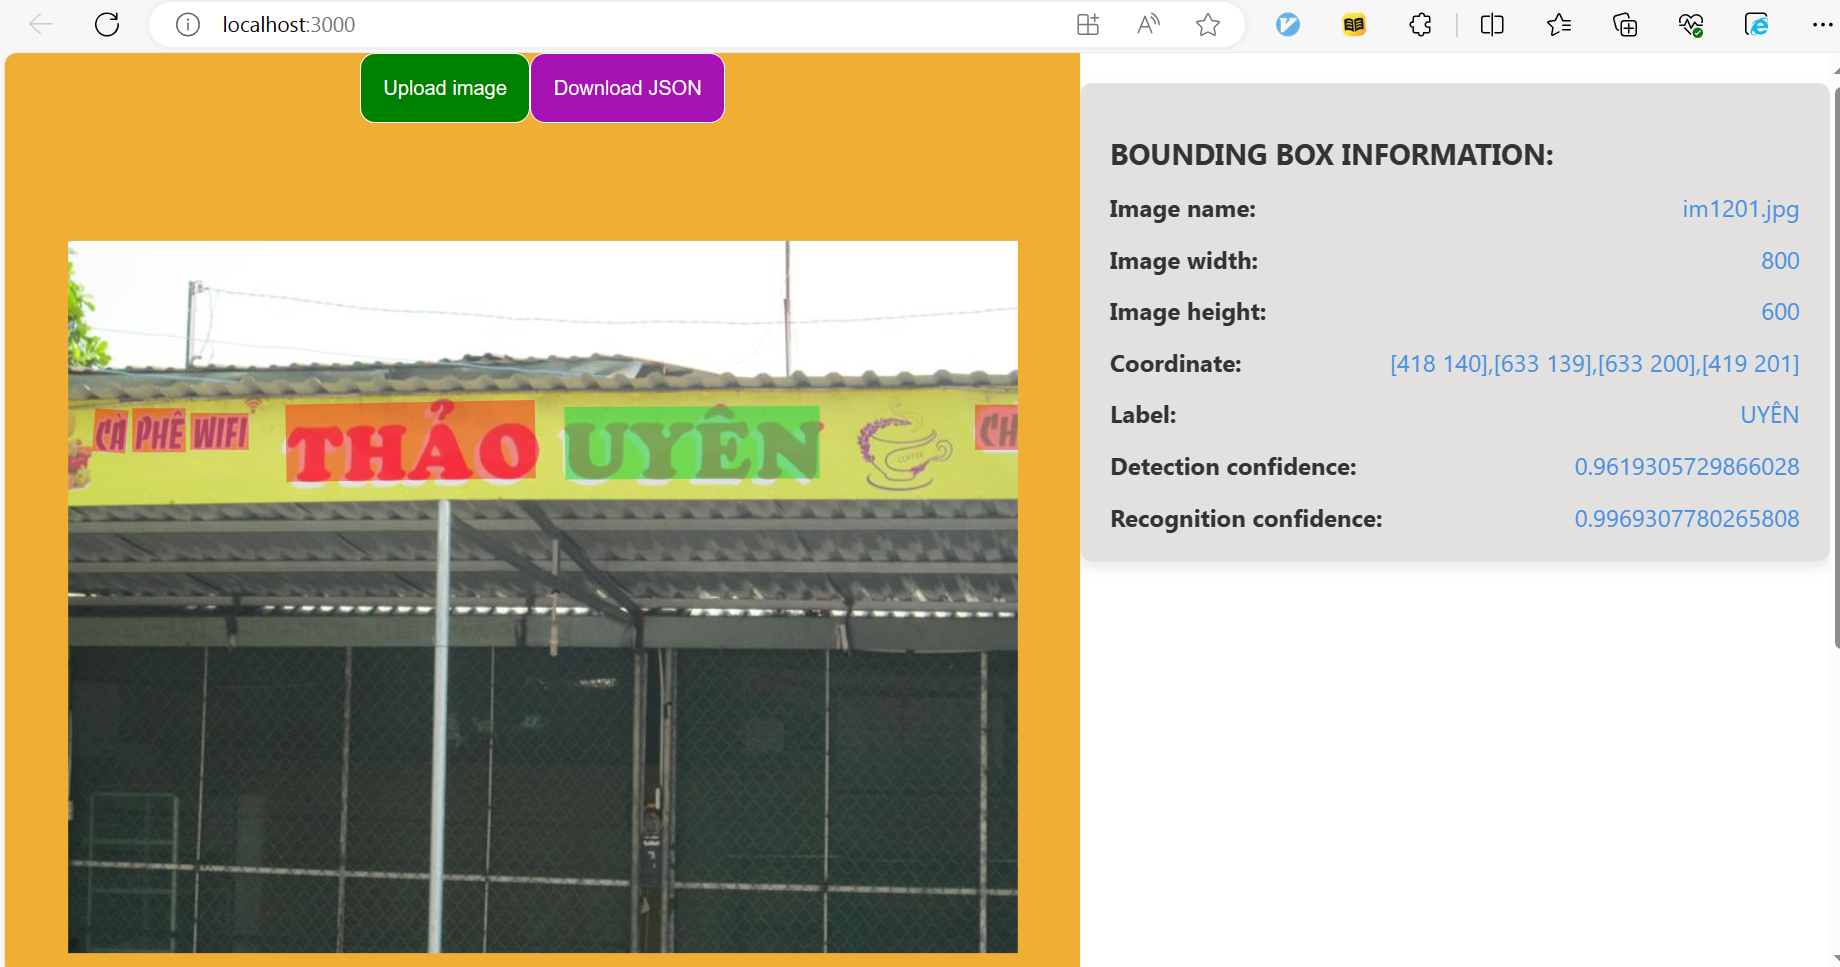 localhost:3000
Upload image
Download JSON
CÀ PHÊ WIFI
THẢO UYÊN
COFFEE
CH
BOUNDING BOX INFORMATION:
Image name: im1201.jpg
Image width: 800
Image height: 600
Coordinate: [418 140],[633 139],[633 200],[419 201]
Label: UYÊN
Detection confidence: 0.9619305729866028
Recognition confidence: 0.9969307780265808